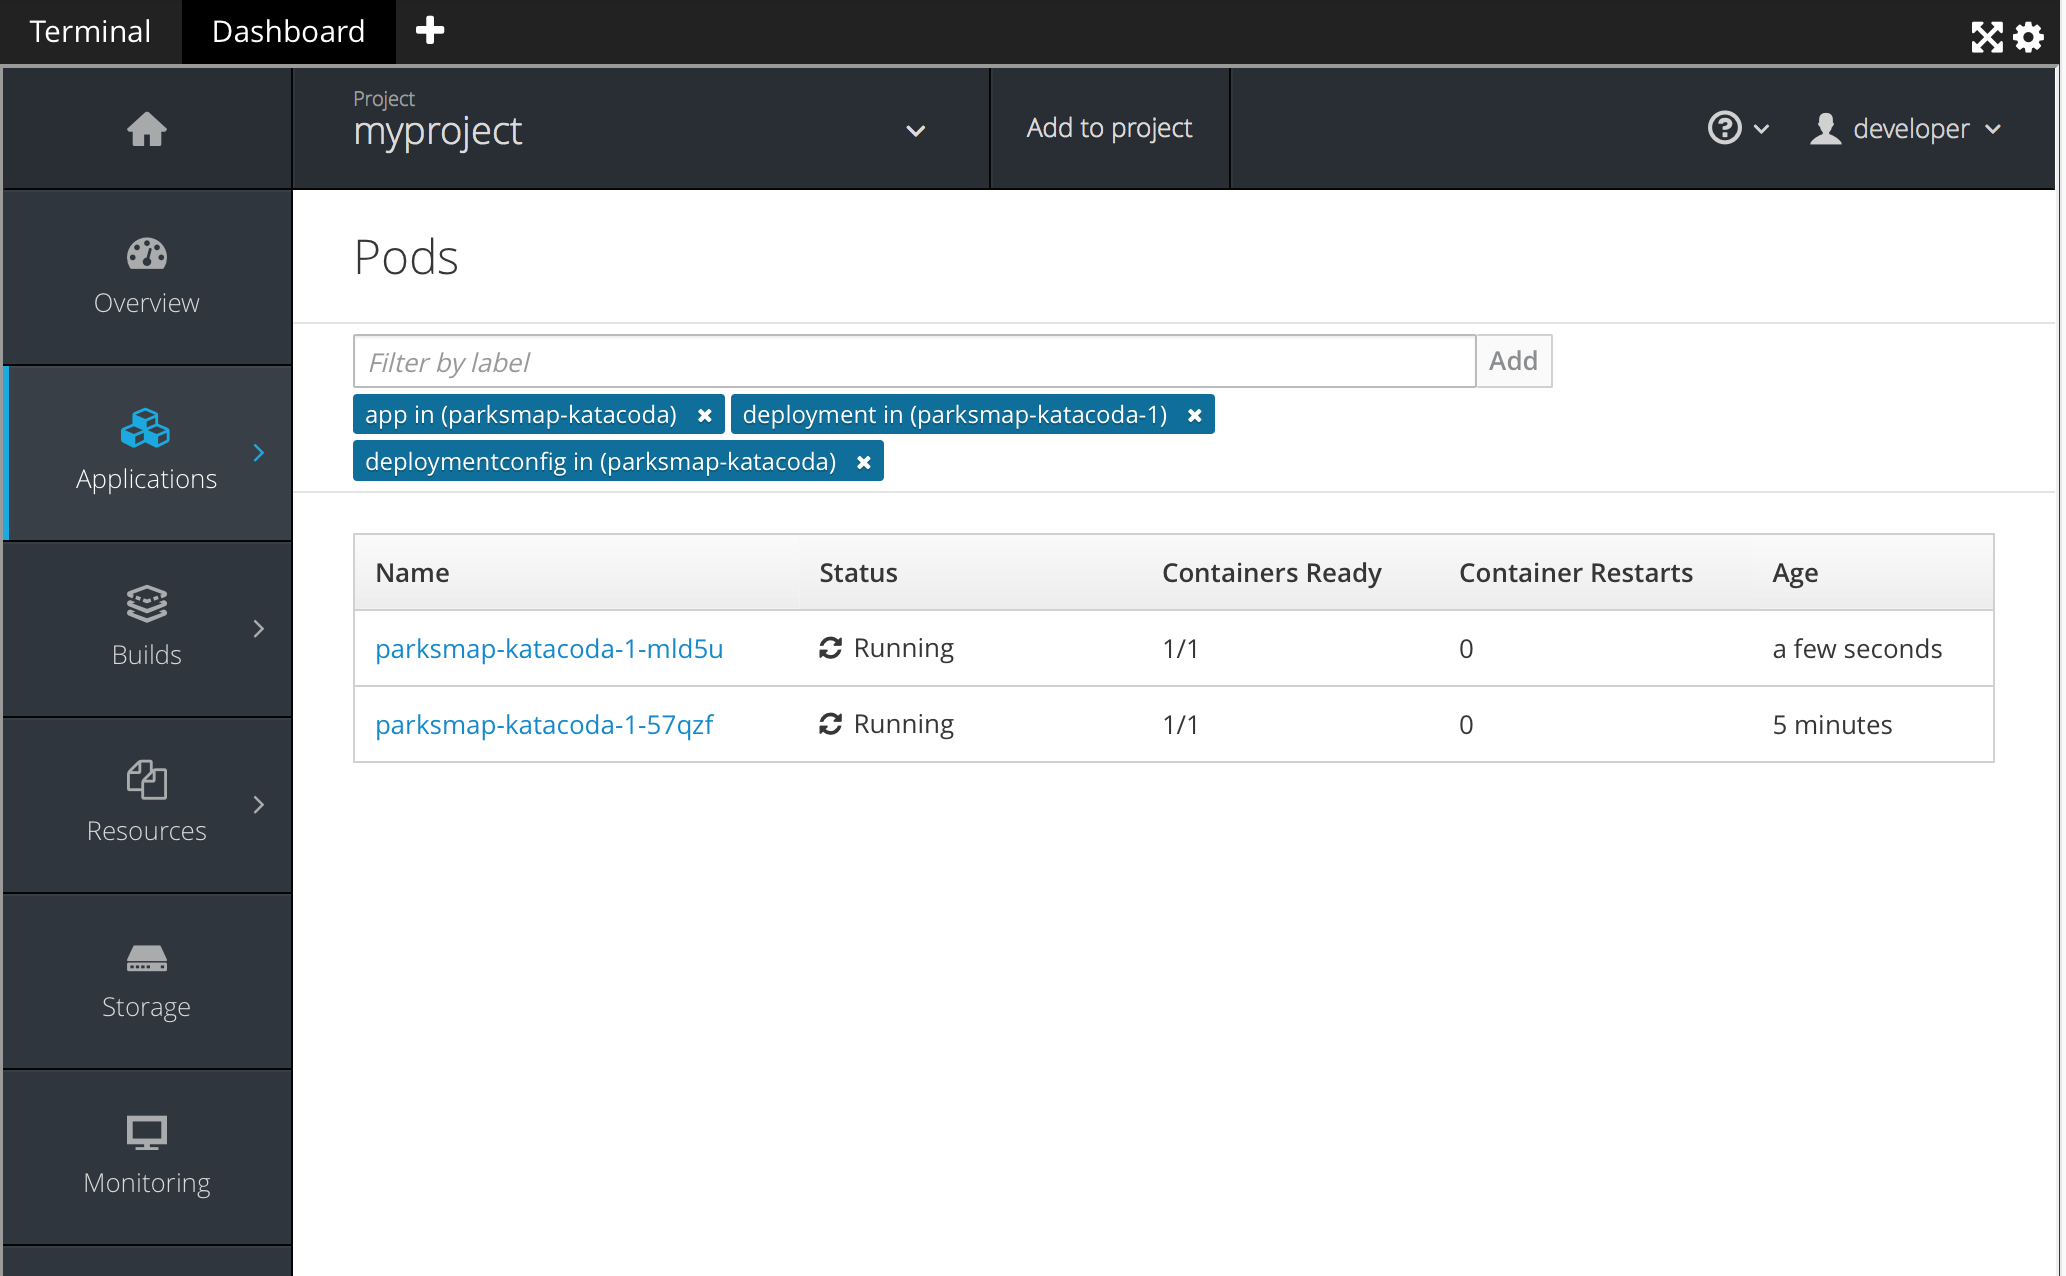 Terminal Dashboard
Project
myproject
Add to project
developer
Overview
Applications
Builds
Resources
Storage
Monitoring
Pods
Filter by label Add
app in (parksmap-katacoda) deployment in (parksmap-katacoda-1)
deploymentconfig in (parksmap-katacoda)
Name Status Containers Ready Container Restarts Age
parksmap-katacoda-1-mld5u Running 1/1 0 a few seconds
parksmap-katacoda-1-57qzf Running 1/1 0 5 minutes